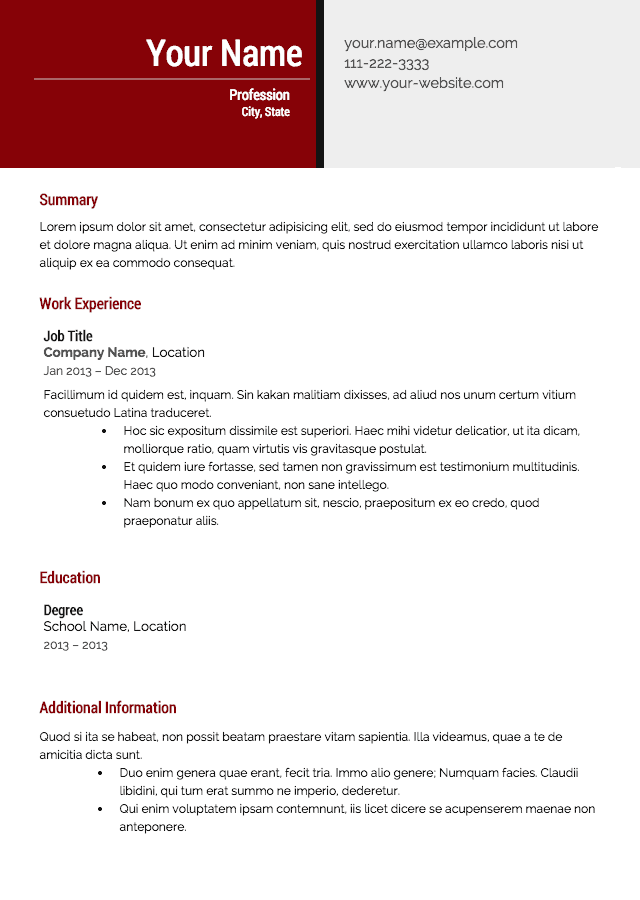 Your Name
Profession
City, State
your.name@example.com
111-222-3333
www.your-website.com
Summary
Lorem ipsum dolor sit amet, consectetur adipisicing elit, sed do eiusmod tempor incididunt ut labore
et dolore magna aliqua. Ut enim ad minim veniam, quis nostrud exercitation ullamco laboris nisi ut
aliquip ex ea commodo consequat.
Work Experience
Job Title
Company Name, Location
Jan 2013 – Dec 2013
Facillimum id quidem est, inquam. Sin kakan malitiam dixisses, ad aliud nos unum certum vitium
consuetudo Latina traduceret.
• Hoc sic expositum dissimile est superiori. Haec mihi videtur delicatior, ut ita dicam,
molliorque ratio, quam virtutis vis gravitasque postulat.
• Et quidem iure fortasse, sed tamen non gravissimum est testimonium multitudinis.
Haec quo modo conveniant, non sane intellego.
• Nam bonum ex quo appellatum sit, nescio, praepositum ex eo credo, quod
praeponatur aliis.
Education
Degree
School Name, Location
2013 – 2013
Additional Information
Quod si ita se habeat, non possit beatam praestare vitam sapientia. Illa videamus, quae a te de
amicitia dicta sunt.
• Duo enim genera quae erant, fecit tria. Immo alio genere; Numquam facies. Claudii
libidini, qui tum erat summo ne imperio, dederetur.
• Qui enim voluptatem ipsam contemnunt, iis licet dicere se acupenserem maenae non
anteponere.